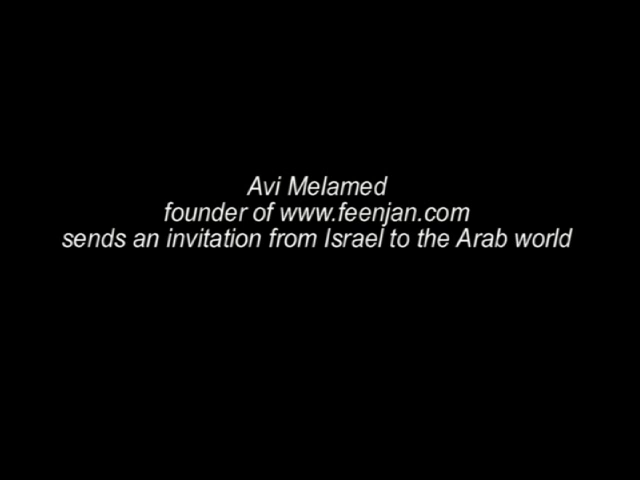 Avi Melamed
founder of www.feenjan.com
sends an invitation from Israel to the Arab world